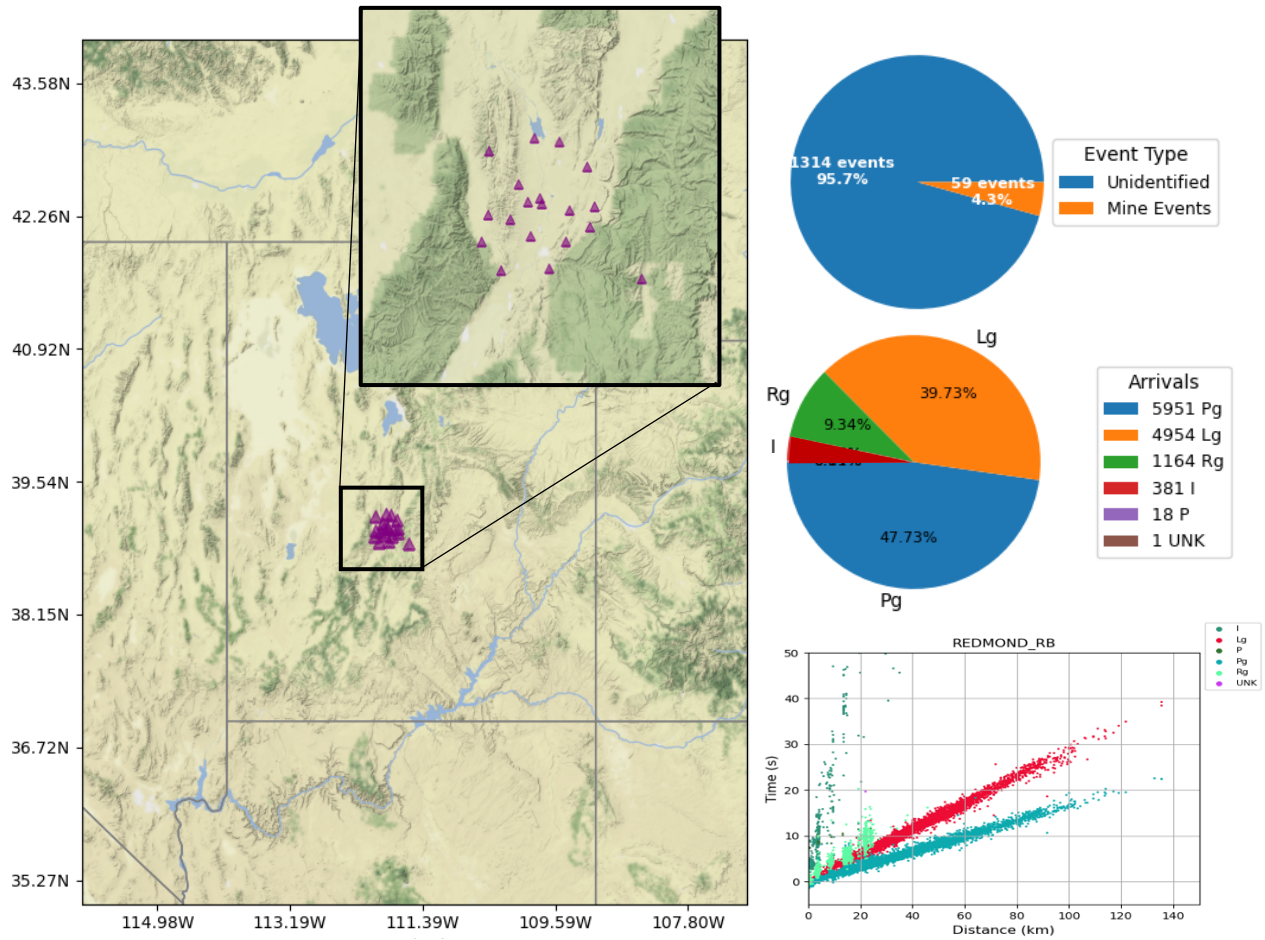 43.58N
42.26N
40.92N
39.54N
38.15N
36.72N
35.27N
114.98W
113.19W
111.39W
109.59W
107.80W
1314 events
95.7%
59 events
4.3%
Event Type
Unidentified
Mine Events
Lg
Rg
I
Pg
39.73%
9.34%
47.73%
Arrivals
5951 Pg
4954 Lg
1164 Rg
381 I
18 P
1 UNK
REDMOND_RB
I
Lg
P
Pg
Rg
UNK
Time (s)
50
40
30
20
10
0
0
20
40
60
80
100
120
140
Distance (km)